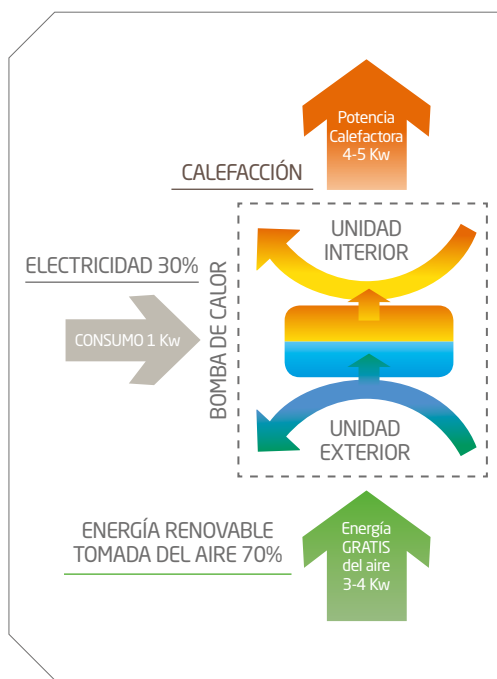 Potencia
Calefactora
4-5 Kw
CALEFACCIÓN
UNIDAD
INTERIOR
ELECTRICIDAD 30%
CONSUMO 1 Kw
BOMBA DE CALOR
UNIDAD
EXTERIOR
ENERGÍA RENOVABLE
TOMADA DEL AIRE 70%
Energía
GRATIS
del aire
3-4 Kw